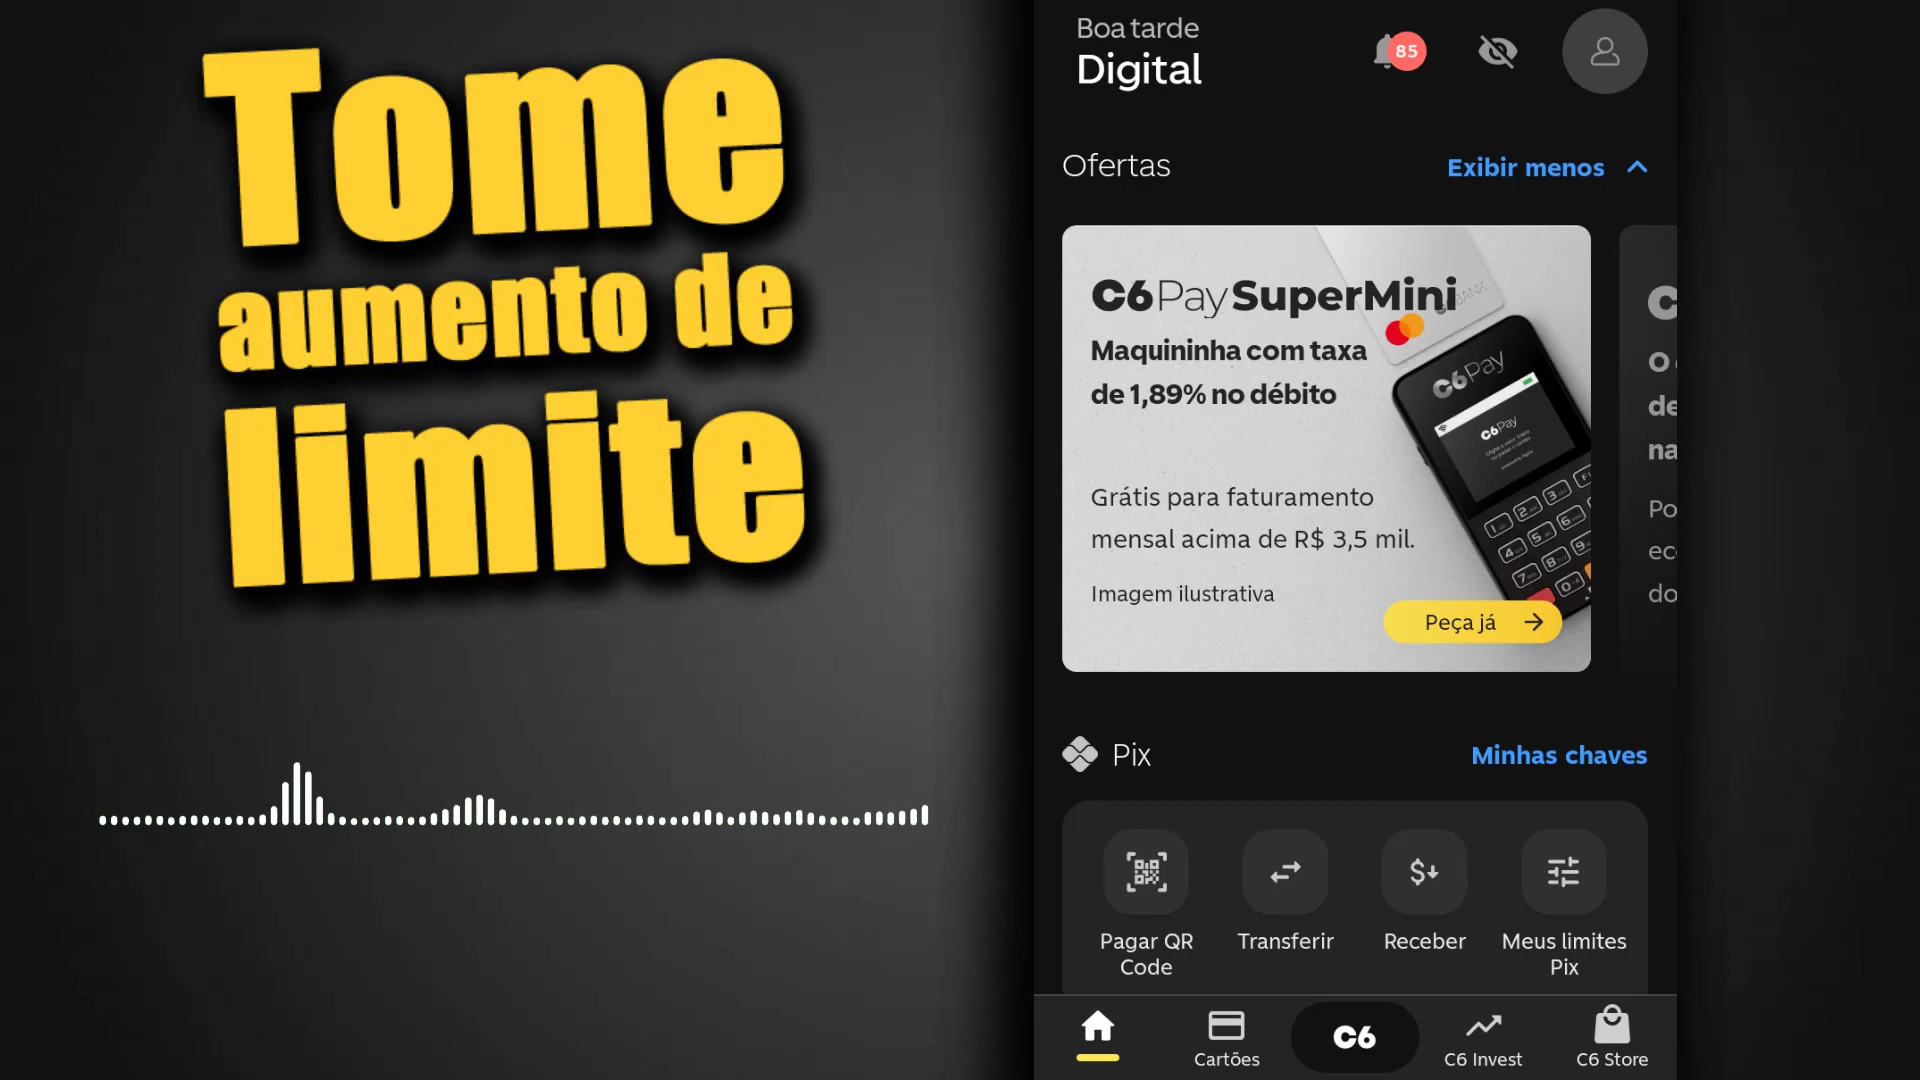 Tome
aumento de
limite
Boa tarde
Digital
85
Ofertas
Exibir menos
C6 Pay SuperMini
Maquininha com taxa
de 1,89% no débito
Grátis para faturamento
mensal acima de R$ 3,5 mil.
Imagem ilustrativa
Peça já
C6Pay
C6Pay
Pix
Minhas chaves
Pagar QR
Code
Transferir
Receber
Meus limites
Pix
Cartões
C6
C6 Invest
C6 Store